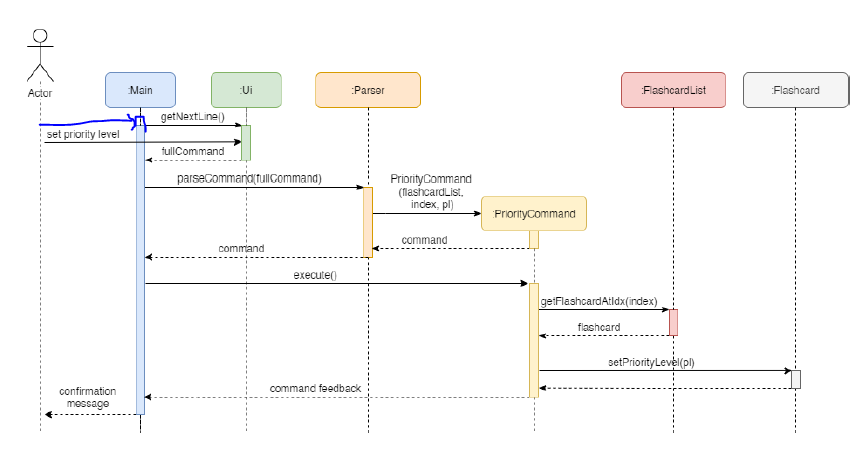 Actor
:Main
:Ui
:Parser
:FlashcardList
:Flashcard
getNextLine()
set priority level
fullCommand
parseCommand(fullCommand)
PriorityCommand
(flashcardList,
index, pl)
:PriorityCommand
command
command
execute()
getFlashcardAtIdx(index)
flashcard
setPriorityLevel(pl)
command feedback
confirmation
message